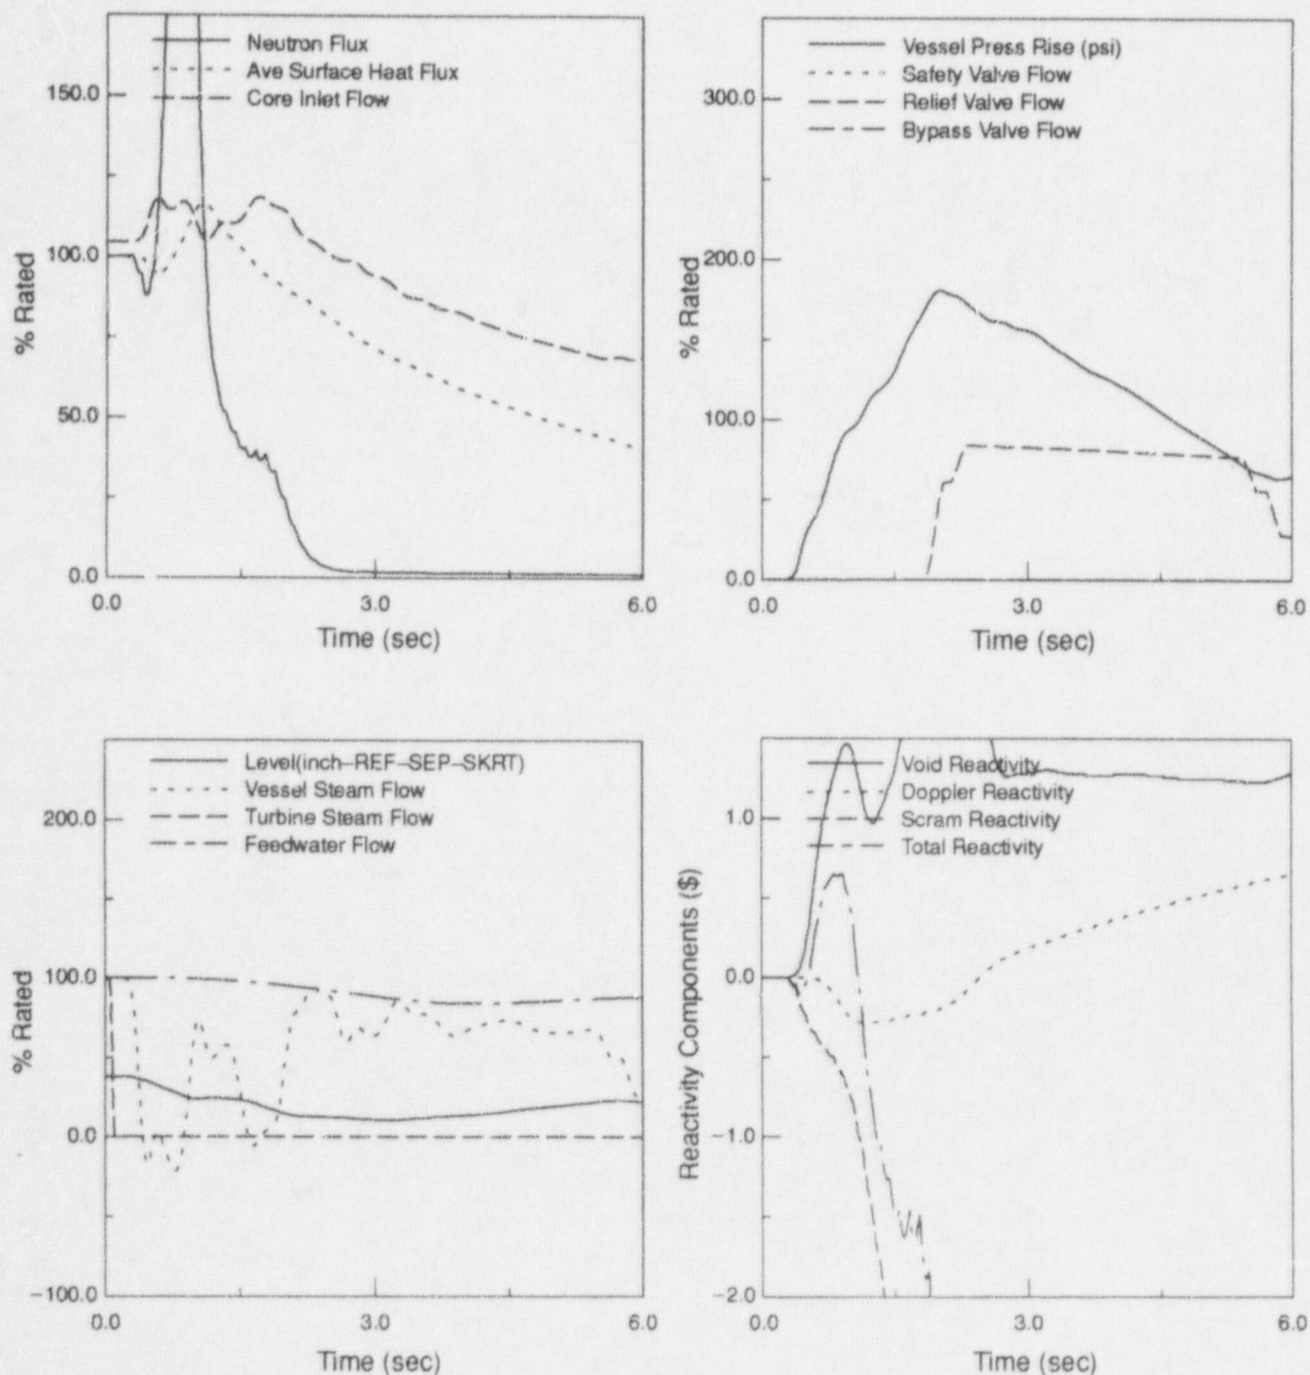 Neutron Flux
Ave Surface Heat Flux
Core Inlet Flow
150.0
100.0
50.0
0.0
% Rated
0.0
3.0
6.0
Time (sec)
Vessel Press Rise (psi)
Safety Valve Flow
Relief Valve Flow
Bypass Valve Flow
300.0
200.0
100.0
0.0
% Rated
0.0
3.0
6.0
Time (sec)
Level(inch-REF-SEP-SKRT)
Vessel Steam Flow
Turbine Steam Flow
Feedwater Flow
200.0
100.0
0.0
-100.0
% Rated
0.0
3.0
6.0
Time (sec)
Void Reactivity
Doppler Reactivity
Scram Reactivity
Total Reactivity
1.0
0.0
-1.0
-2.0
Reactivity Components ($)
0.0
3.0
6.0
Time (sec)